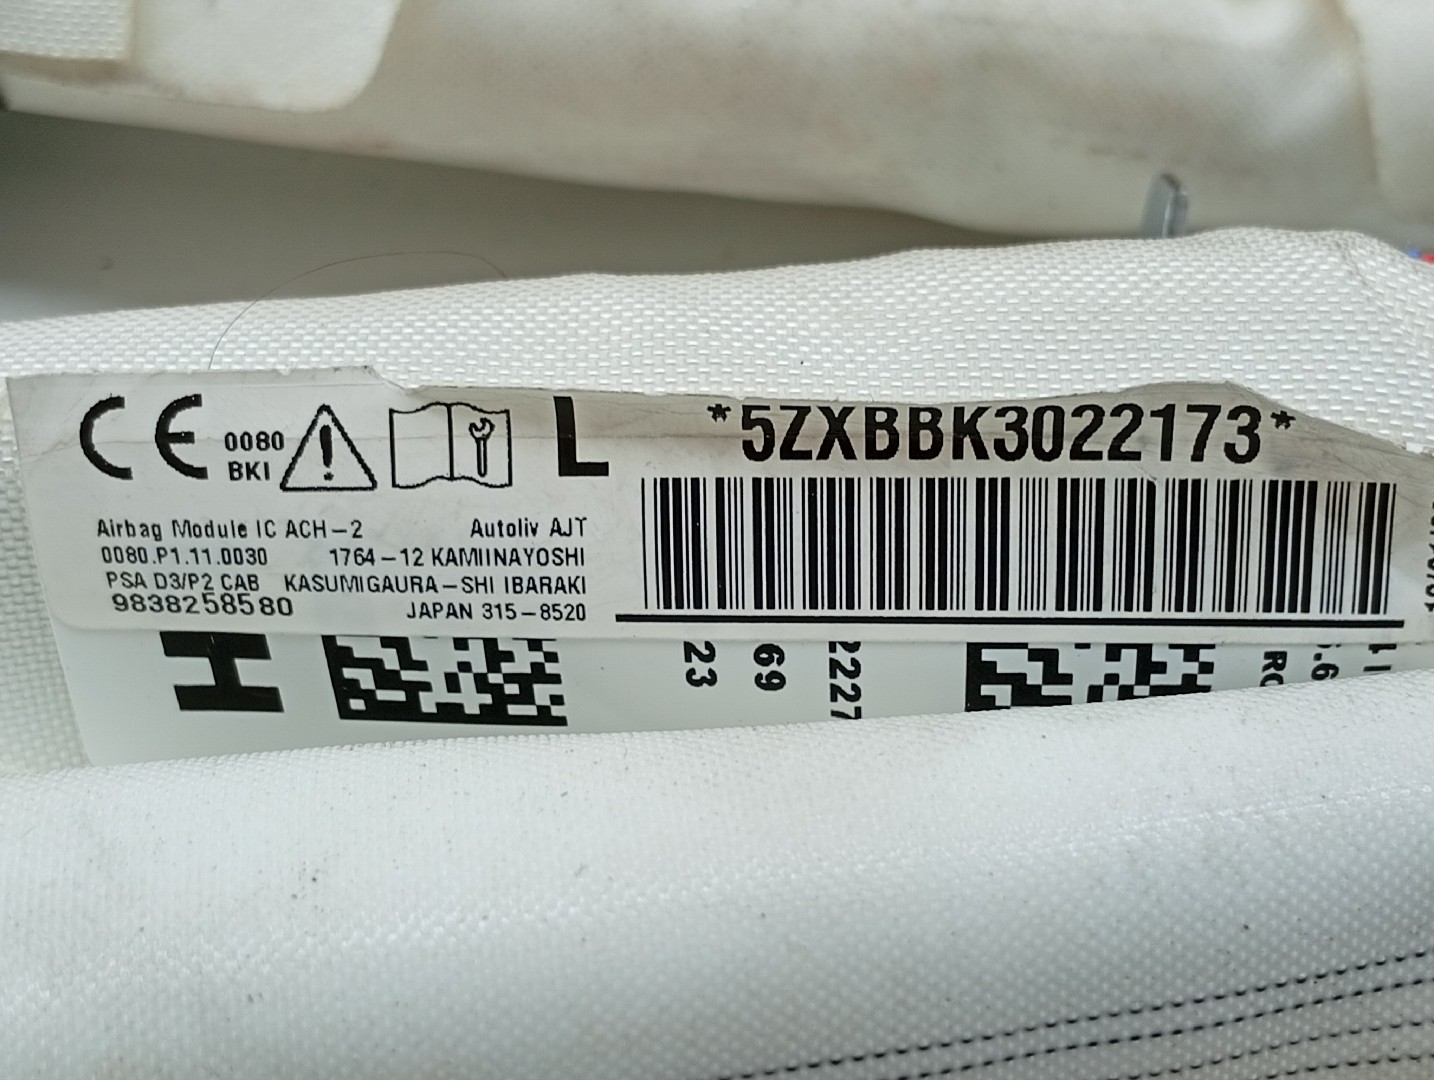 CE 0080 BKI L *5ZXBBK3022173*
Airbag Module IC ACH-2 Autoliv AJT
0080.P1.11.0030 1764-12 KAMIINAYOSHI
PSA D3/P2 CAB KASUMIGAURA-SHI IBARAKI
9838258580 JAPAN 315-8520
H
23
69